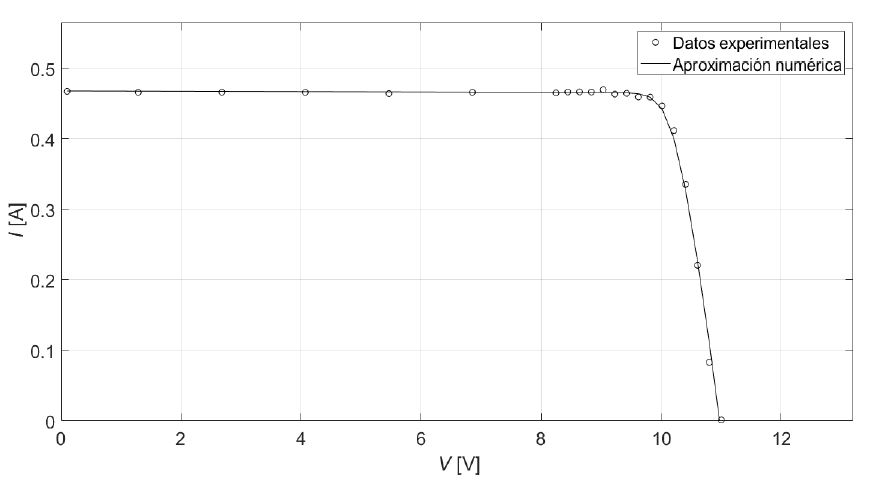 Datos experimentales
Aproximación numérica
0.5
0.4
0.3
0.2
0.1
0
I [A]
0 2 4 6 8 10 12
V [V]